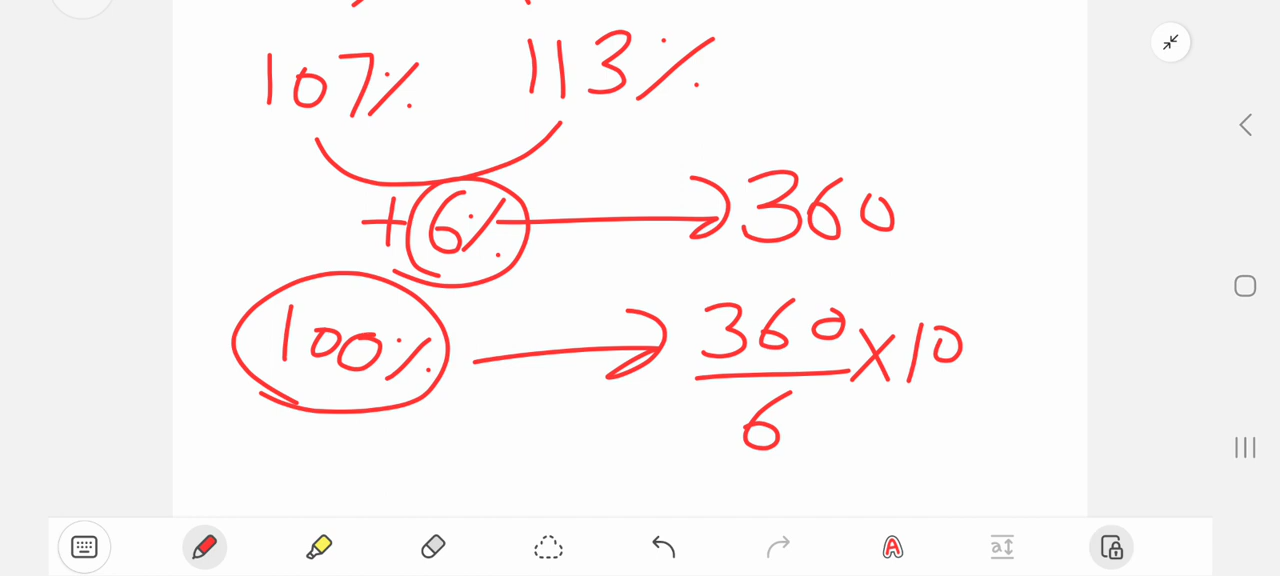 107% 113%
+6% → 360
100% → 360/6 × 10